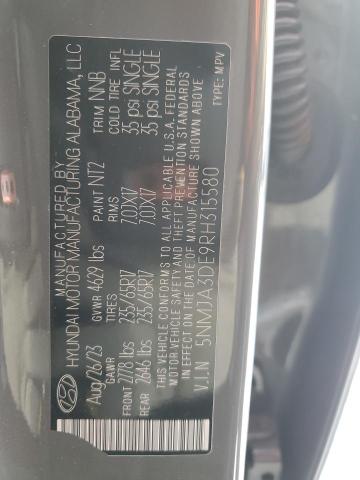 MANUFACTURED BY
HYUNDAI MOTOR MANUFACTURING ALABAMA, LLC
Aug/26/23 GVWR 4629 lbs PAINT NT2 TRIM NNB
GAWR TIRES RIMS COLD TIRE INFL
FRONT 2778 lbs 235/65R17 7.0JX17 35 psi SINGLE
REAR 2646 lbs 235/65R17 7.0JX17 35 psi SINGLE
THIS VEHICLE CONFORMS TO ALL APPLICABLE U.S.A. FEDERAL
MOTOR VEHICLE SAFETY AND THEFT PREVENTION STANDARDS
IN EFFECT ON THE DATE OF MANUFACTURE SHOWN ABOVE
V.I.N 5NMJA3DE9RH315580 TYPE: MPV